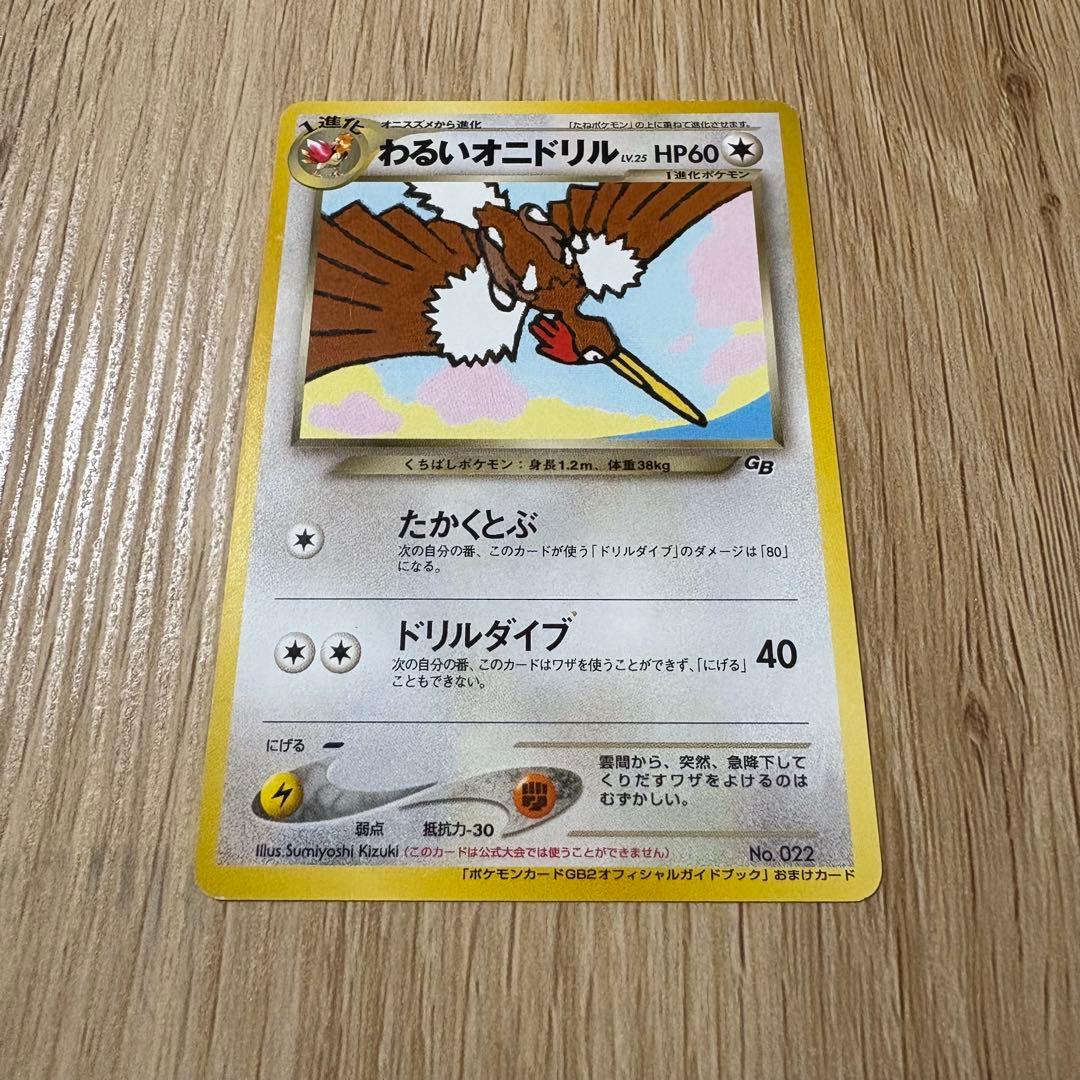 1進化
オニスズメから進化
「たねポケモン」の上に重ねて進化させます。
わるいオニドリル LV.25 HP60
1進化ポケモン
くちばしポケモン：身長1.2m、体重38kg
GB
たかくとぶ
次の自分の番、このカードが使う「ドリルダイブ」のダメージは「80」
になる。
ドリルダイブ 40
次の自分の番、このカードはワザを使うことができず、「にげる」
こともできない。
にげる
弱点 抵抗力-30
雲間から、突然、急降下して
くりだすワザをよけるのは
むずかしい。
Illus.Sumiyoshi Kizuki (このカードは公式大会では使うことができません) No. 022
「ポケモンカードGB2オフィシャルガイドブック」おまけカード